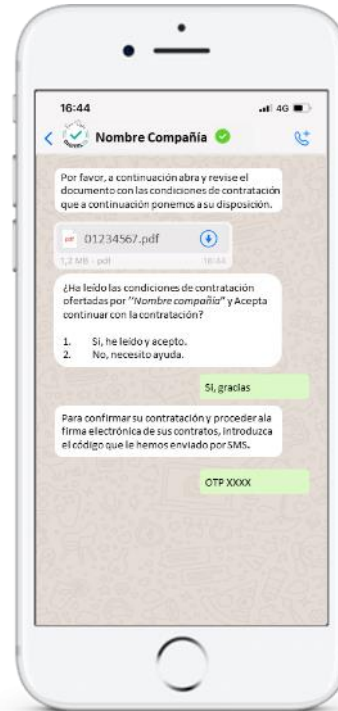 16:44
4G
Nombre Compañía
Por favor, a continuación abra y revise el
documento con las condiciones de contratación
que a continuación ponemos a su disposición.
pdf
01234567.pdf
1,2 MB - pdf
16:44
¿Ha leído las condiciones de contratación
ofertadas por "Nombre compañía" y Acepta
continuar con la contratación?
1. Si, he leído y acepto.
2. No, necesito ayuda.
Si, gracias
Para confirmar su contratación y proceder a la
firma electrónica de sus contratos, introduzca
el código que le hemos enviado por SMS.
OTP XXXX